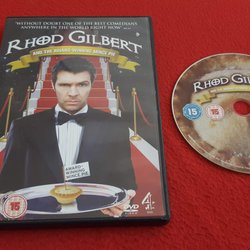 "WITHOUT DOUBT ONE OF THE BEST COMEDIANS
ANYWHERE IN THE WORLD RIGHT NOW."
RHOD GILBERT
AND THE AWARD-WINNING MINCE PIE
AWARD-
WINNING
MINCE PIE
15
DVD
4
RHOD GILBERT
15